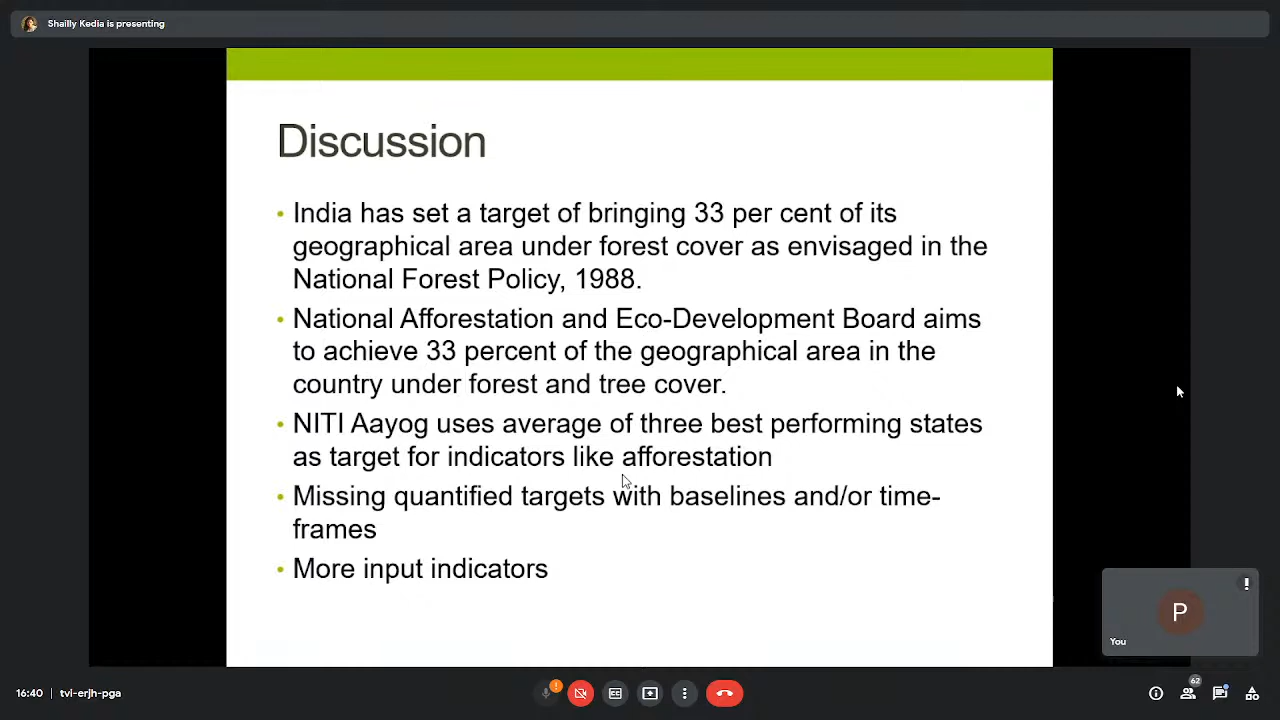 Shailly Kedia is presenting
Discussion
• India has set a target of bringing 33 per cent of its
geographical area under forest cover as envisaged in the
National Forest Policy, 1988.
• National Afforestation and Eco-Development Board aims
to achieve 33 percent of the geographical area in the
country under forest and tree cover.
• NITI Aayog uses average of three best performing states
as target for indicators like afforestation
• Missing quantified targets with baselines and/or time-
frames
• More input indicators
P
You
16:40 | tvi-erjh-pga
62